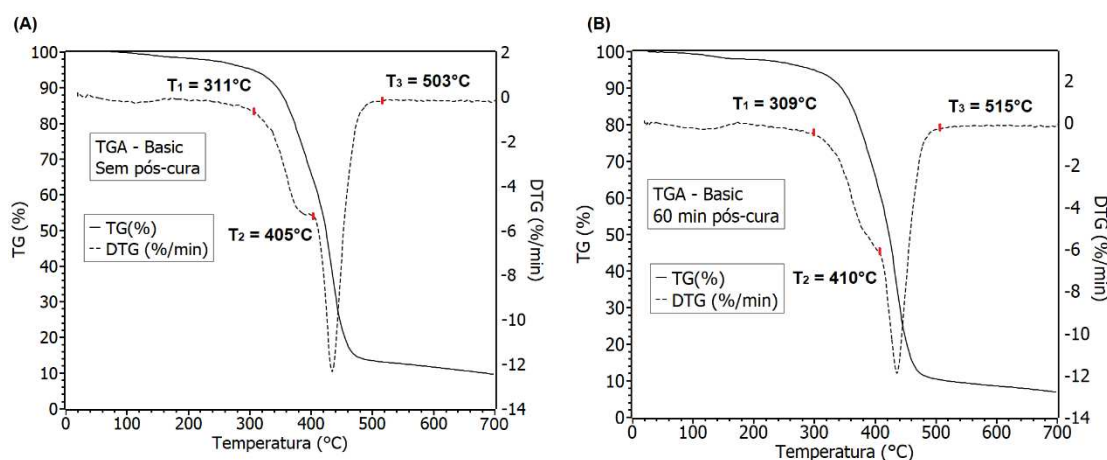 (A)
TG (%)
100
90
80
70
60
50
40
30
20
10
0
T₁ = 311°C
T₂ = 405°C
T₃ = 503°C
TGA - Basic
Sem pós-cura
TG(%)
DTG (%/min)
2
0
-2
-4
-6
-8
-10
-12
-14
DTG (%/min)
0 100 200 300 400 500 600 700
Temperatura (°C)
(B)
TG (%)
100
90
80
70
60
50
40
30
20
10
0
T₁ = 309°C
T₃ = 515°C
T₂ = 410°C
TGA - Basic
60 min pós-cura
TG(%)
DTG (%/min)
2
0
-2
-4
-6
-8
-10
-12
-14
DTG (%/min)
0 100 200 300 400 500 600 700
Temperatura (°C)